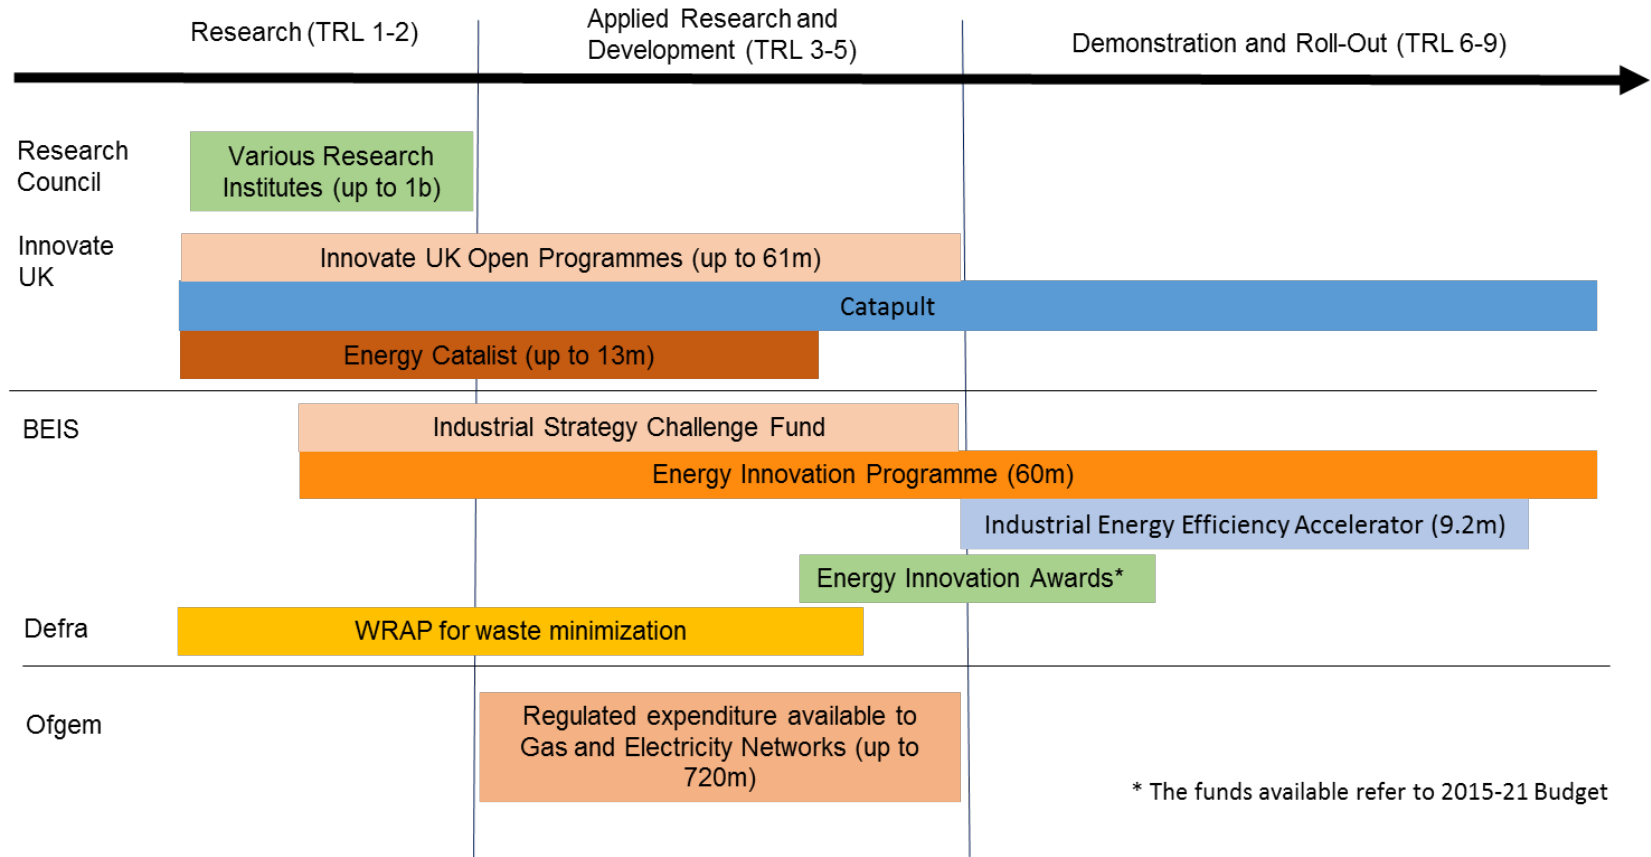 Research (TRL 1-2)
Applied Research and
Development (TRL 3-5)
Demonstration and Roll-Out (TRL 6-9)
Research
Council
Various Research
Institutes (up to 1b)
Innovate
UK
Innovate UK Open Programmes (up to 61m)
Catapult
Energy Catalist (up to 13m)
BEIS
Industrial Strategy Challenge Fund
Energy Innovation Programme (60m)
Industrial Energy Efficiency Accelerator (9.2m)
Energy Innovation Awards*
Defra
WRAP for waste minimization
Ofgem
Regulated expenditure available to
Gas and Electricity Networks (up to
720m)
* The funds available refer to 2015-21 Budget